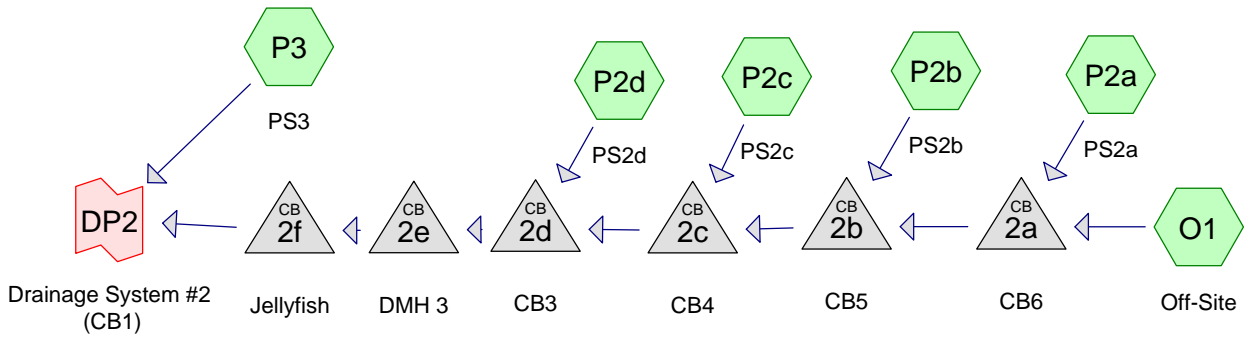 P3
P2d
P2c
P2b
P2a
PS3
PS2d
PS2c
PS2b
PS2a
DP2
CB
2f
CB
2e
CB
2d
CB
2c
CB
2b
CB
2a
O1
Drainage System #2
(CB1)
Jellyfish
DMH 3
CB3
CB4
CB5
CB6
Off-Site